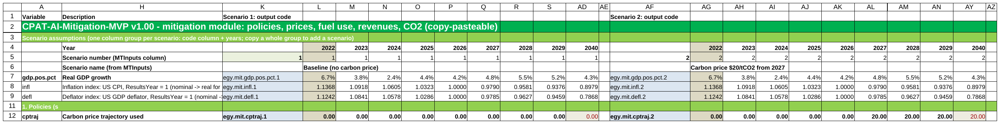 A H K L M N O P Q R S AD AE AF AG AH AI AJ AK AL AM AN AY AZ
1 Variable Description Scenario 1: output code Scenario 2: output code
2 CPAT-AI-Mitigation-MVP v1.00 - mitigation module: policies, prices, fuel use, revenues, CO2 (copy-pasteable)
3 Scenario assumptions (one column group per scenario: code column + years; copy a whole group to add a scenario)
4 Year 2022 2023 2024 2025 2026 2027 2028 2029 2040 2022 2023 2024 2025 2026 2027 2028 2029 2040
5 Scenario number (MTInputs column) 1 1 1 1 1 1 1 1 1 1 2 2 2 2 2 2 2 2 2 2
6 Scenario name (from MTInputs) Baseline (no carbon price) Carbon price $20/tCO2 from 2027
7 gdp.pos.pct Real GDP growth egy.mit.gdp.pos.pct.1 6.7% 3.8% 2.4% 4.4% 4.2% 4.8% 5.5% 5.2% 4.3% egy.mit.gdp.pos.pct.2 6.7% 3.8% 2.4% 4.4% 4.2% 4.8% 5.5% 5.2% 4.3%
8 infl Inflation index: US CPI, ResultsYear = 1 (nominal -> real for egy.mit.infl.1 1.1368 1.0918 1.0605 1.0323 1.0000 0.9790 0.9581 0.9376 0.8979 egy.mit.infl.2 1.1368 1.0918 1.0605 1.0323 1.0000 0.9790 0.9581 0.9376 0.8979
9 defl Deflator index: US GDP deflator, ResultsYear = 1 (nominal -> egy.mit.defl.1 1.1242 1.0841 1.0578 1.0286 1.0000 0.9785 0.9627 0.9459 0.7868 egy.mit.defl.2 1.1242 1.0841 1.0578 1.0286 1.0000 0.9785 0.9627 0.9459 0.7868
11 1. Policies (s
12 cptraj Carbon price trajectory used egy.mit.cptraj.1 0.00 0.00 0.00 0.00 0.00 0.00 0.00 0.00 0.00 egy.mit.cptraj.2 0.00 0.00 0.00 0.00 0.00 20.00 20.00 20.00 20.00